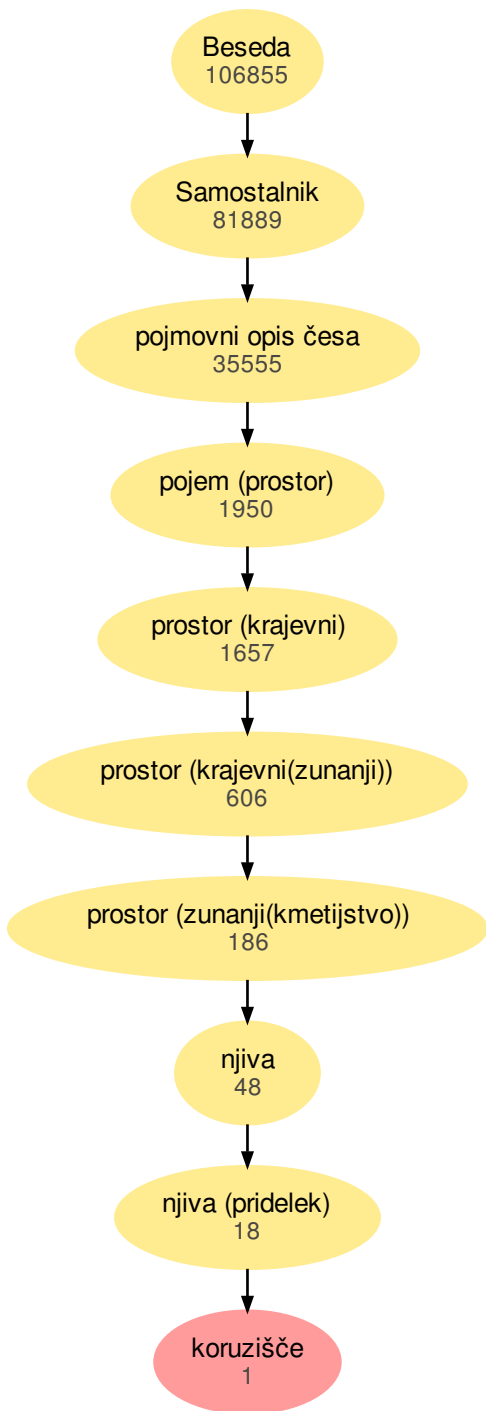 Beseda
106855
Samostalnik
81889
pojmovni opis česa
35555
pojem (prostor)
1950
prostor (krajevni)
1657
prostor (krajevni(zunanji))
606
prostor (zunanji(kmetijstvo))
186
njiva
48
njiva (pridelek)
18
koruzišče
1